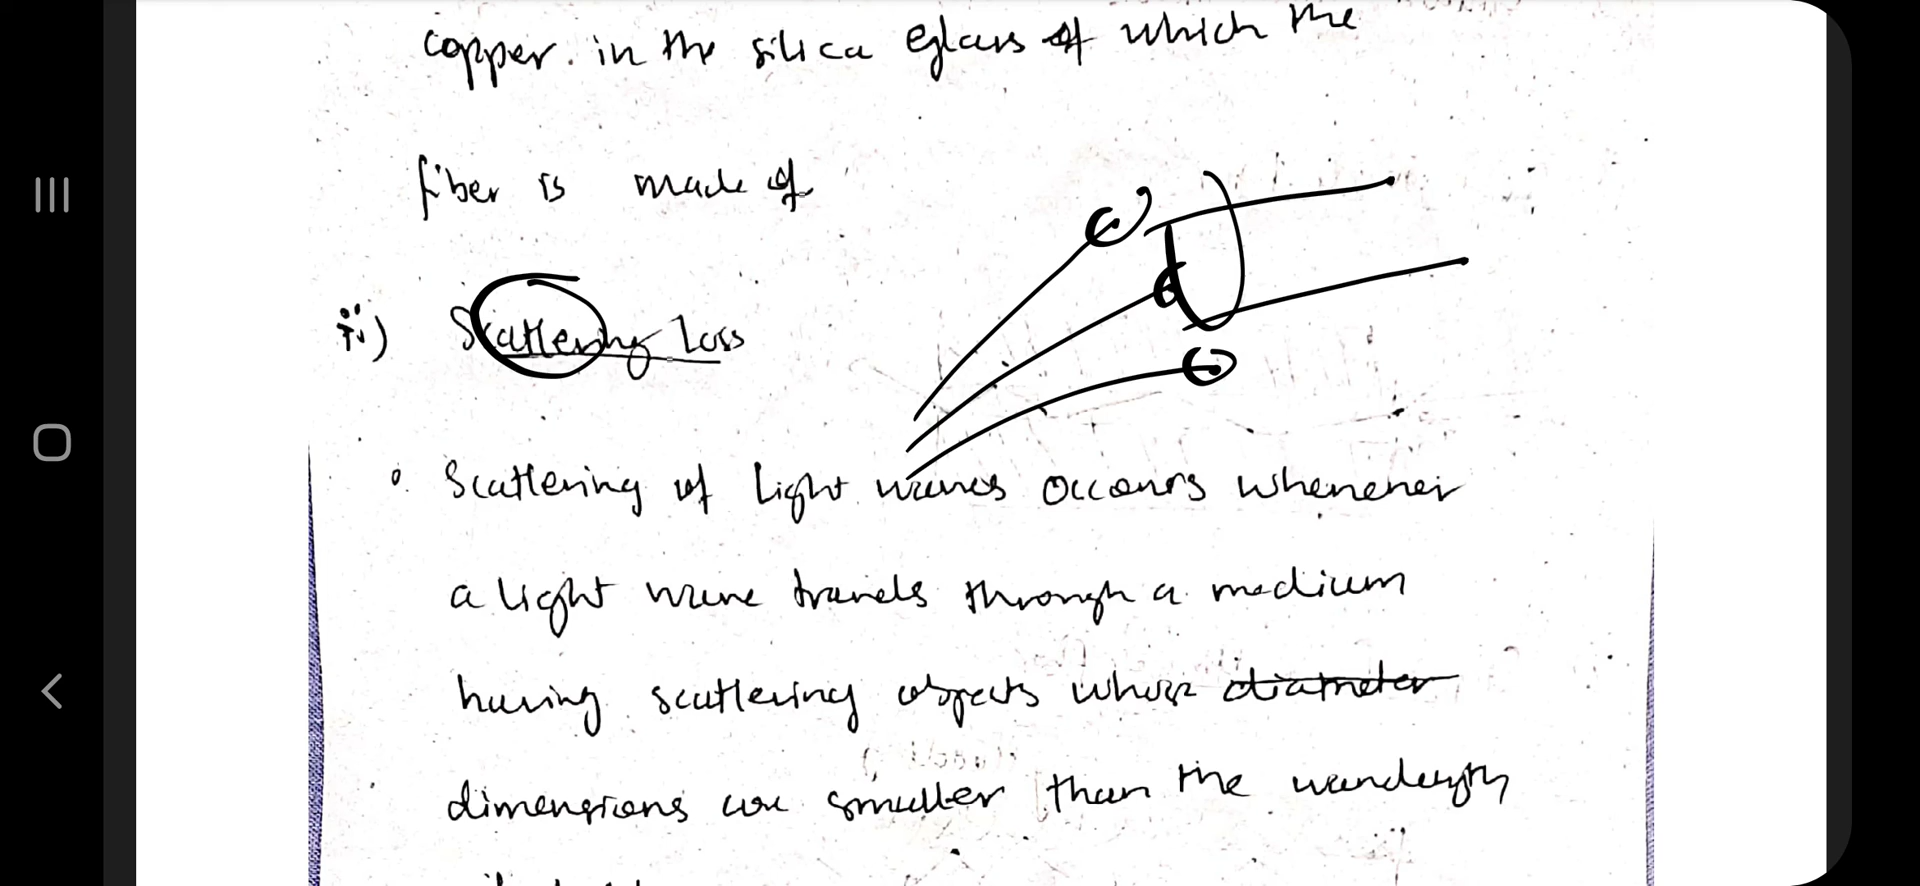 copper. in the silica glass of which the
fiber is made of
ii) Scattering loss
Scattering of light waves occurs whenever
a light wave travels through a medium
having scattering objects whose diameter
dimensions are smaller than the wavelength